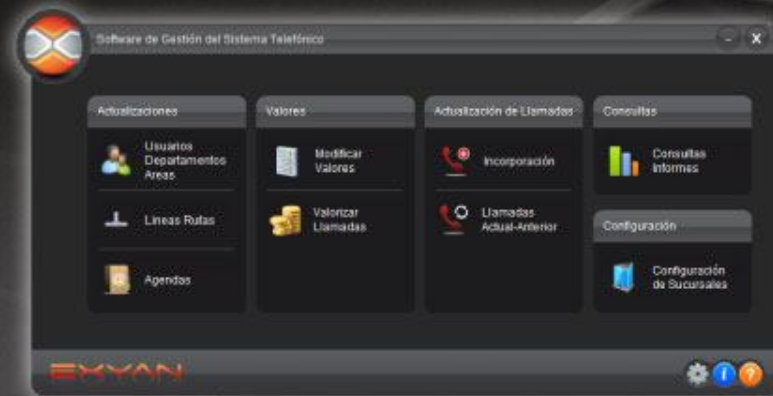 Software de Gestión del Sistema Telefónico
Actualizaciones
Usuarios
Departamentos
Areas
Lineas Rutas
Agendas
Valores
Modificar
Valores
Valorizar
Llamadas
Actualización de Llamadas
Incorporación
Llamadas
Actual-Anterior
Consultas
Consultas
Informes
Configuración
Configuración
de Sucursales
EXYAN